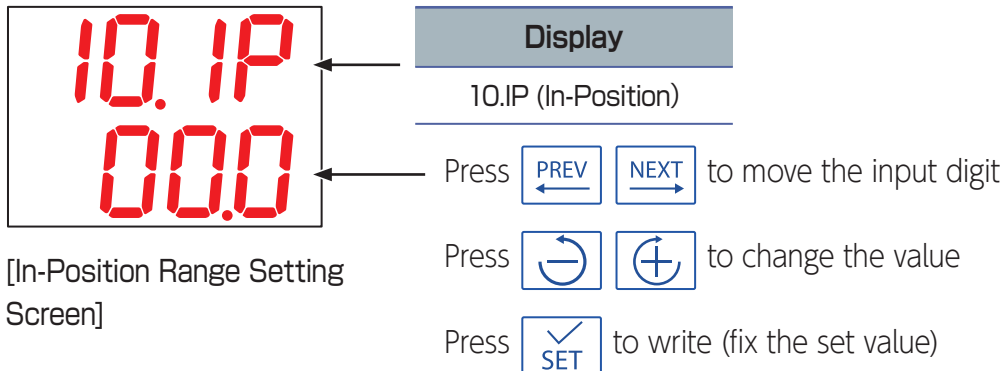 10.IP
00.0
Display
10.IP (In-Position)
Press PREV NEXT to move the input digit
Press − + to change the value
Press SET to write (fix the set value)
[In-Position Range Setting
Screen]